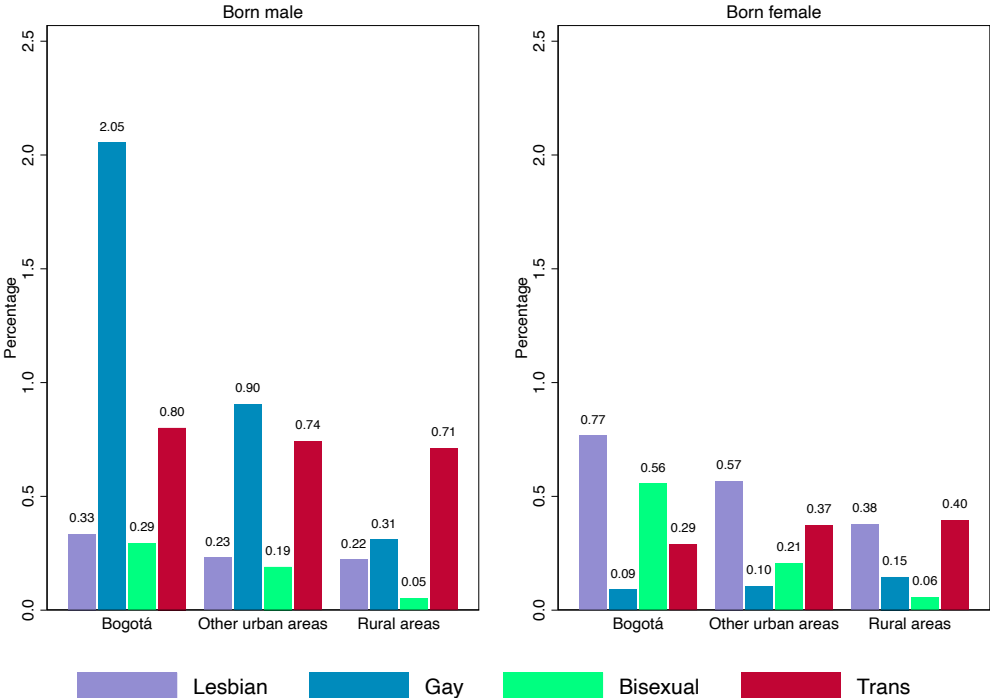 Born male
Percentage
2.5
2.0
1.5
1.0
0.5
0.0
0.33
2.05
0.29
0.80
0.23
0.90
0.19
0.74
0.22
0.31
0.05
0.71
Bogotá
Other urban areas
Rural areas
Born female
Percentage
2.5
2.0
1.5
1.0
0.5
0.0
0.77
0.09
0.56
0.29
0.57
0.10
0.21
0.37
0.38
0.15
0.06
0.40
Bogotá
Other urban areas
Rural areas
Lesbian
Gay
Bisexual
Trans